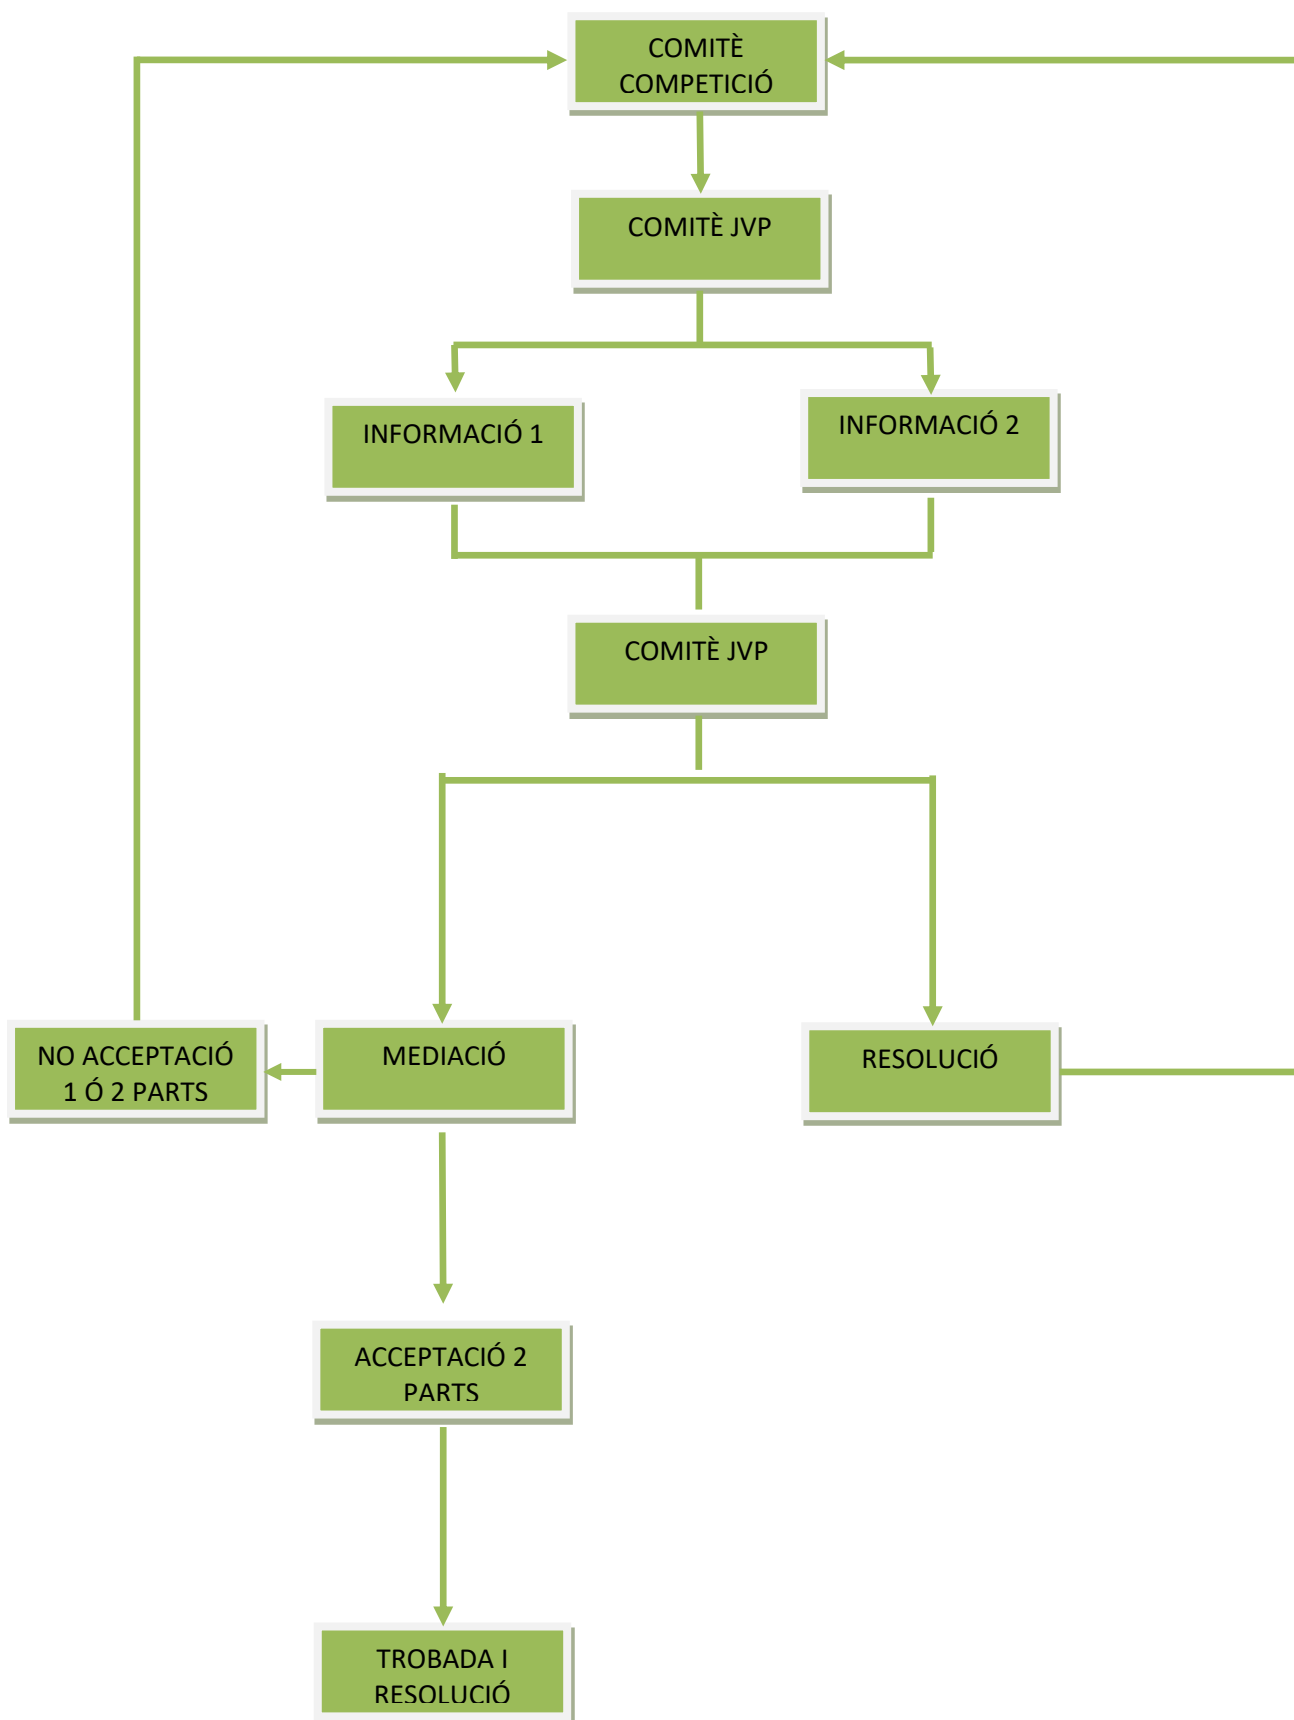 COMITÈ
COMPETICIÓ
COMITÈ JVP
INFORMACIÓ 1
INFORMACIÓ 2
COMITÈ JVP
NO ACCEPTACIÓ
1 Ó 2 PARTS
MEDIACIÓ
RESOLUCIÓ
ACCEPTACIÓ 2
PARTS
TROBADA I
RESOLUCIÓ